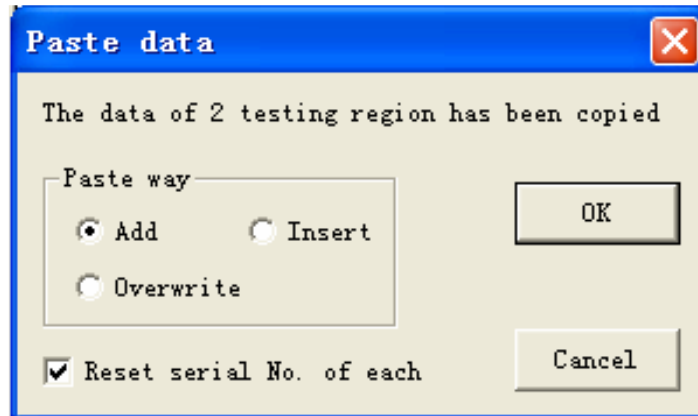 Paste data
The data of 2 testing region has been copied
Paste way
Add
Insert
Overwrite
OK
Reset serial No. of each
Cancel